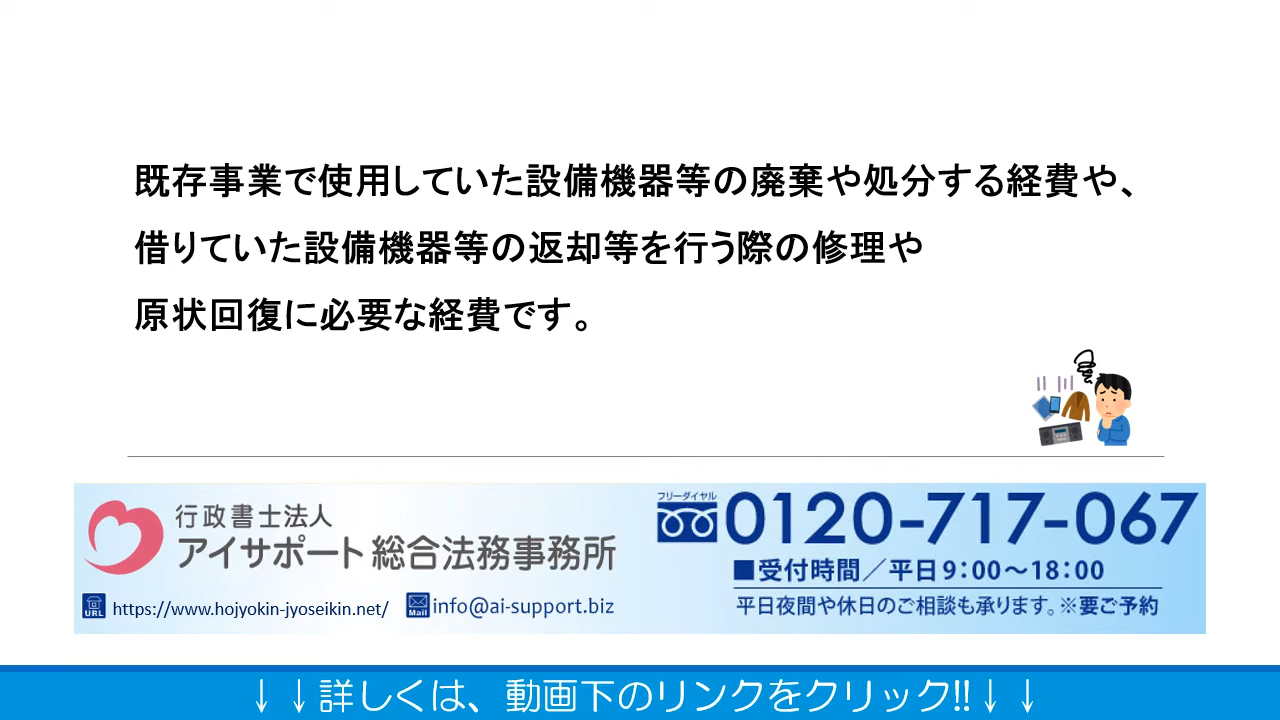 既存事業で使用していた設備機器等の廃棄や処分する経費や、
借りていた設備機器等の返却等を行う際の修理や
原状回復に必要な経費です。
行政書士法人
アイサポート 総合法務事務所
URL https://www.hojyokin-jyoseikin.net/ Mail info@ai-support.biz
フリーダイヤル
0120-717-067
■受付時間／平日9:00〜18:00
平日夜間や休日のご相談も承ります。※要ご予約
↓↓詳しくは、動画下のリンクをクリック!!↓↓